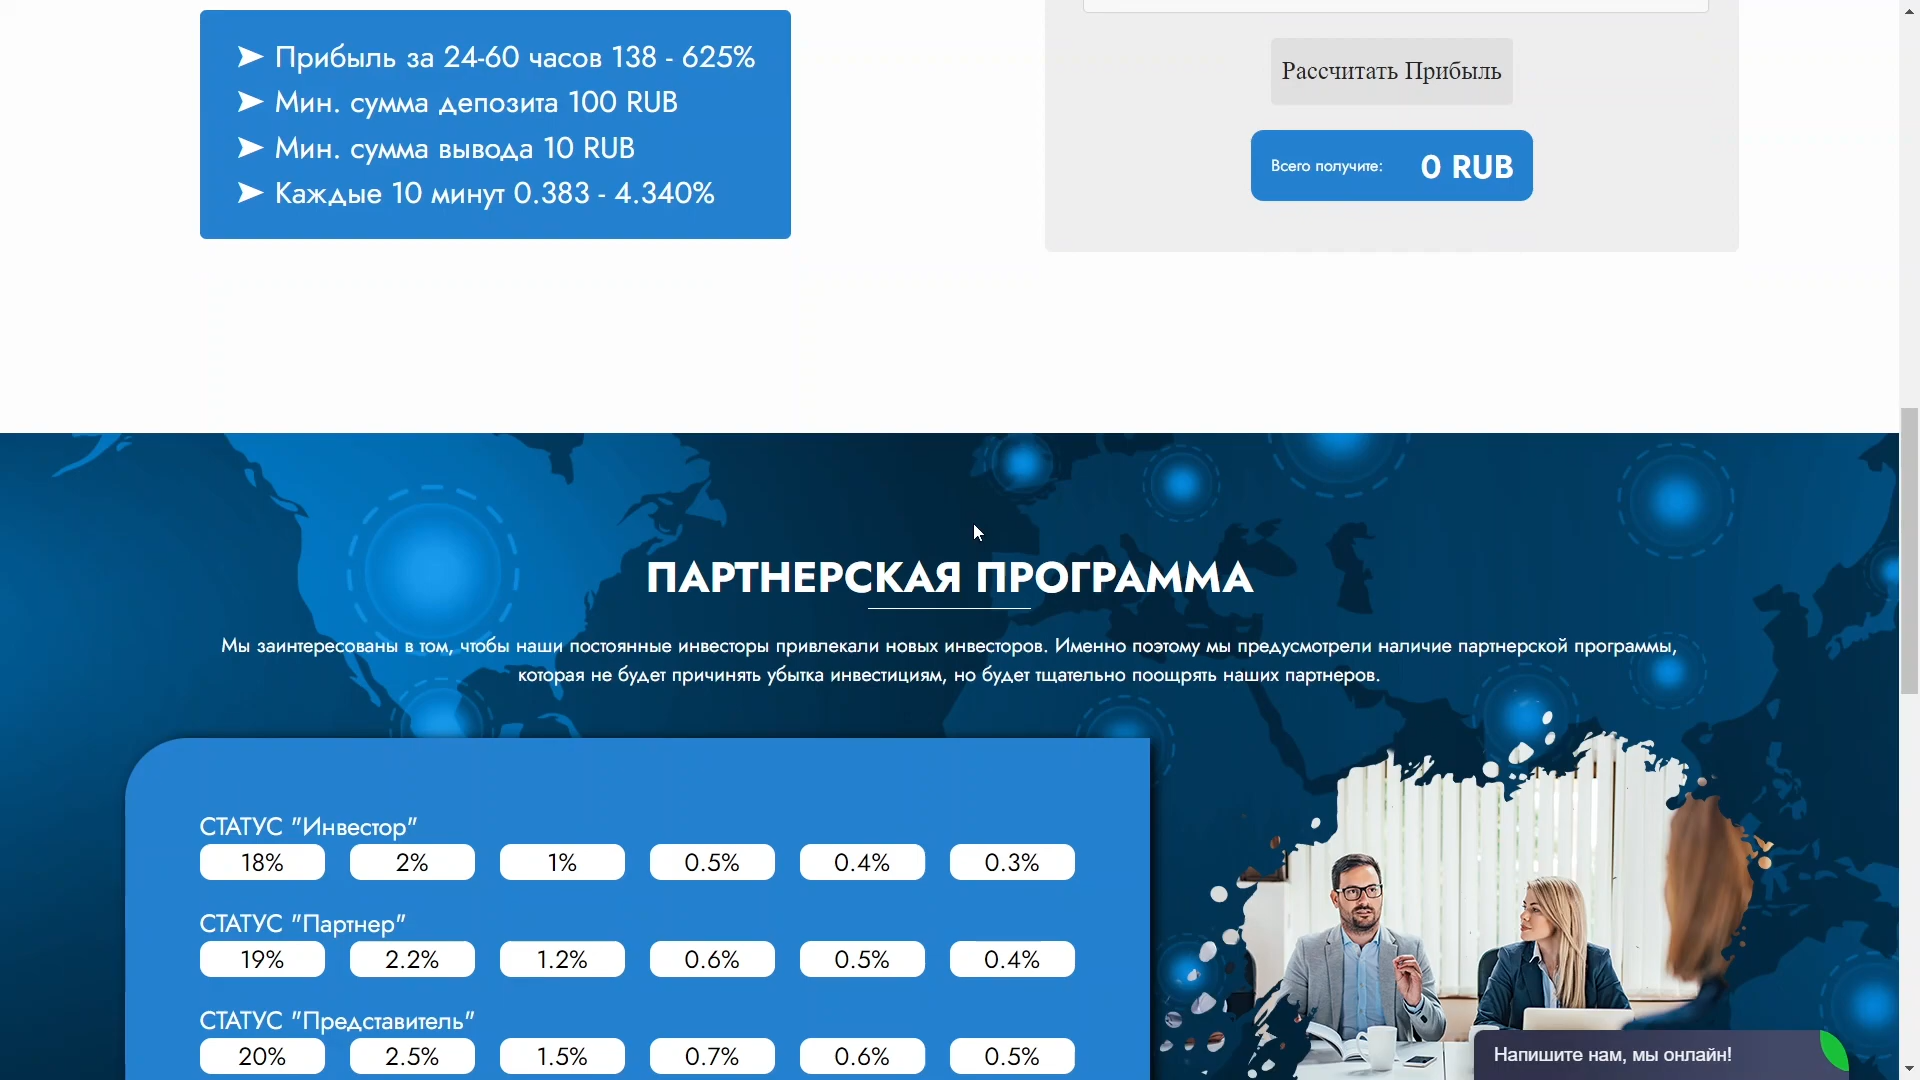 ➤ Прибыль за 24-60 часов 138 - 625%
➤ Мин. сумма депозита 100 RUB
➤ Мин. сумма вывода 10 RUB
➤ Каждые 10 минут 0.383 - 4.340%
Рассчитать Прибыль
Всего получите: 0 RUB
ПАРТНЕРСКАЯ ПРОГРАММА
Мы заинтересованы в том, чтобы наши постоянные инвесторы привлекали новых инвесторов. Именно поэтому мы предусмотрели наличие партнерской программы,
которая не будет причинять убытка инвестициям, но будет тщательно поощрять наших партнеров.
СТАТУС "Инвестор"
18% 2% 1% 0.5% 0.4% 0.3%
СТАТУС "Партнер"
19% 2.2% 1.2% 0.6% 0.5% 0.4%
СТАТУС "Представитель"
20% 2.5% 1.5% 0.7% 0.6% 0.5%
Напишите нам, мы онлайн!